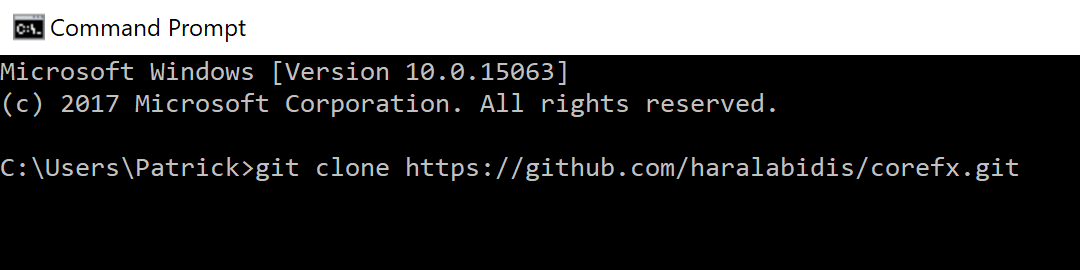 Command Prompt
Microsoft Windows [Version 10.0.15063]
(c) 2017 Microsoft Corporation. All rights reserved.
C:\Users\Patrick>git clone https://github.com/haralabidis/corefx.git